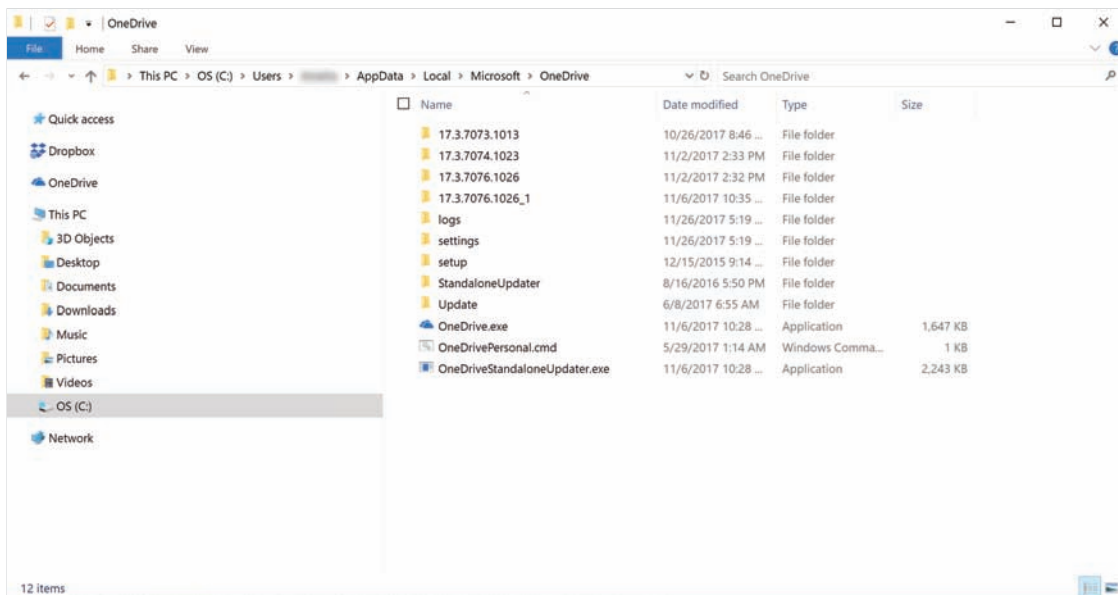 OneDrive
File Home Share View
This PC > OS (C:) > Users > > AppData > Local > Microsoft > OneDrive
Search OneDrive
Name Date modified Type Size
Quick access
Dropbox
OneDrive
This PC
3D Objects
Desktop
Documents
Downloads
Music
Pictures
Videos
OS (C:)
Network
17.3.7073.1013 10/26/2017 8:46 ... File folder
17.3.7074.1023 11/2/2017 2:33 PM File folder
17.3.7076.1026 11/2/2017 2:32 PM File folder
17.3.7076.1026_1 11/6/2017 10:35 ... File folder
logs 11/26/2017 5:19 ... File folder
settings 11/26/2017 5:19 ... File folder
setup 12/15/2015 9:14 ... File folder
StandaloneUpdater 8/16/2016 5:50 PM File folder
Update 6/8/2017 6:55 AM File folder
OneDrive.exe 11/6/2017 10:28 ... Application 1,647 KB
OneDrivePersonal.cmd 5/29/2017 1:14 AM Windows Comma... 1 KB
OneDriveStandaloneUpdater.exe 11/6/2017 10:28 ... Application 2,243 KB
12 items